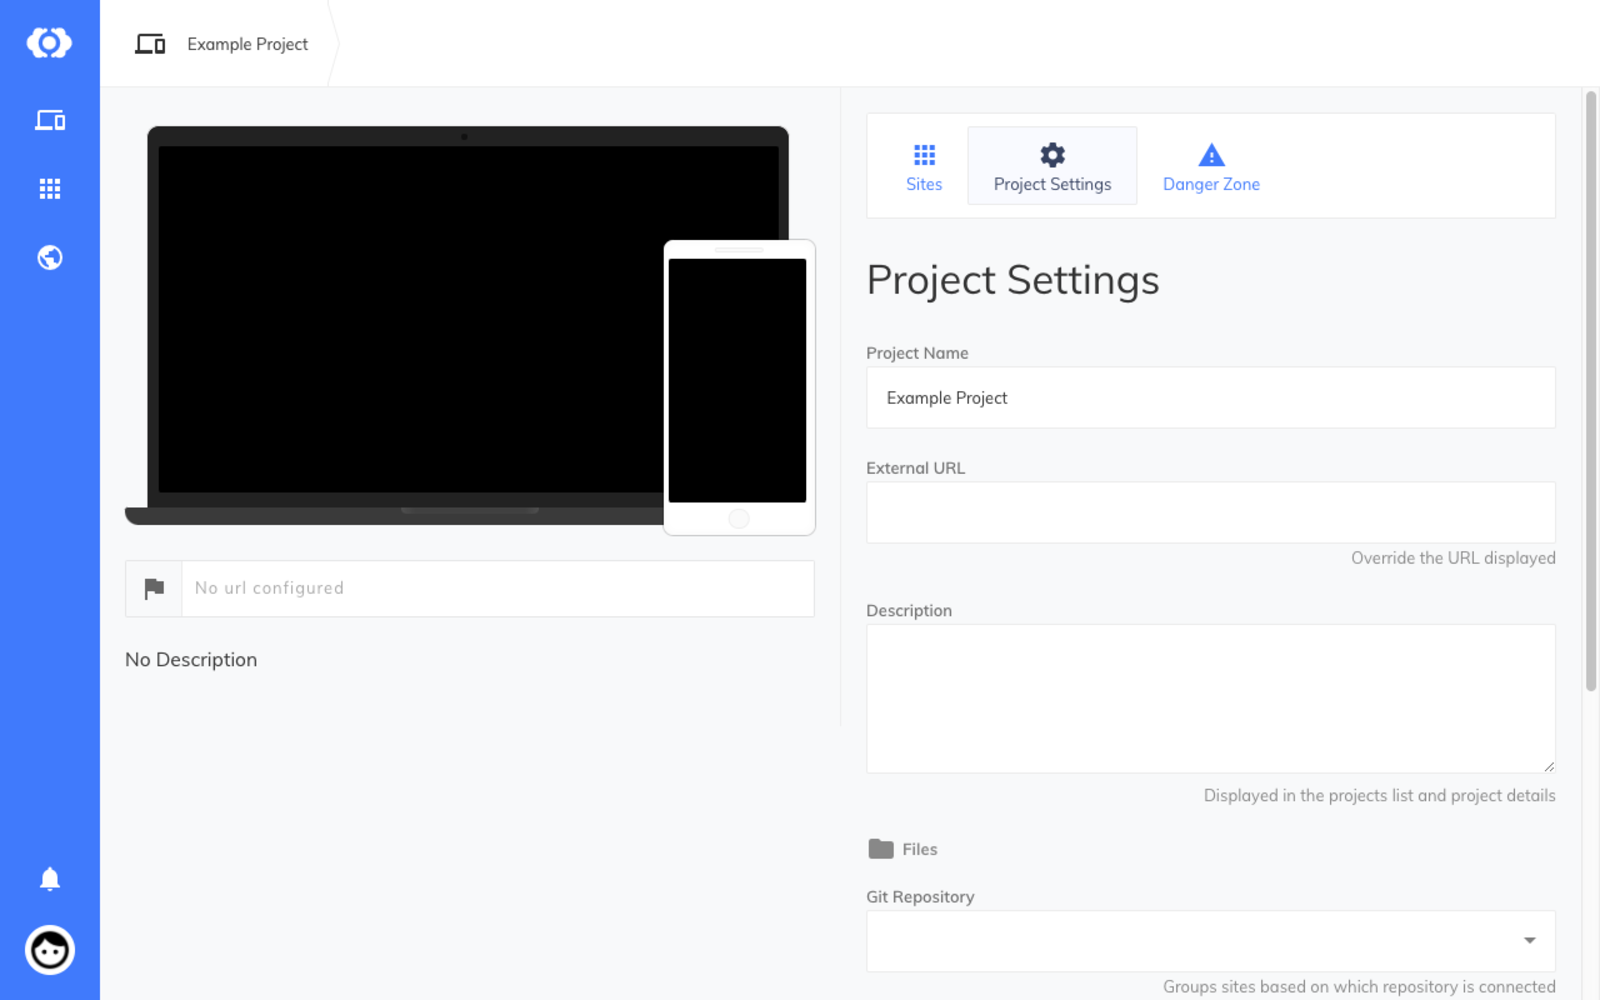 Example Project
No url configured
No Description
Sites
Project Settings
Danger Zone
Project Settings
Project Name
Example Project
External URL
Override the URL displayed
Description
Displayed in the projects list and project details
Files
Git Repository
Groups sites based on which repository is connected